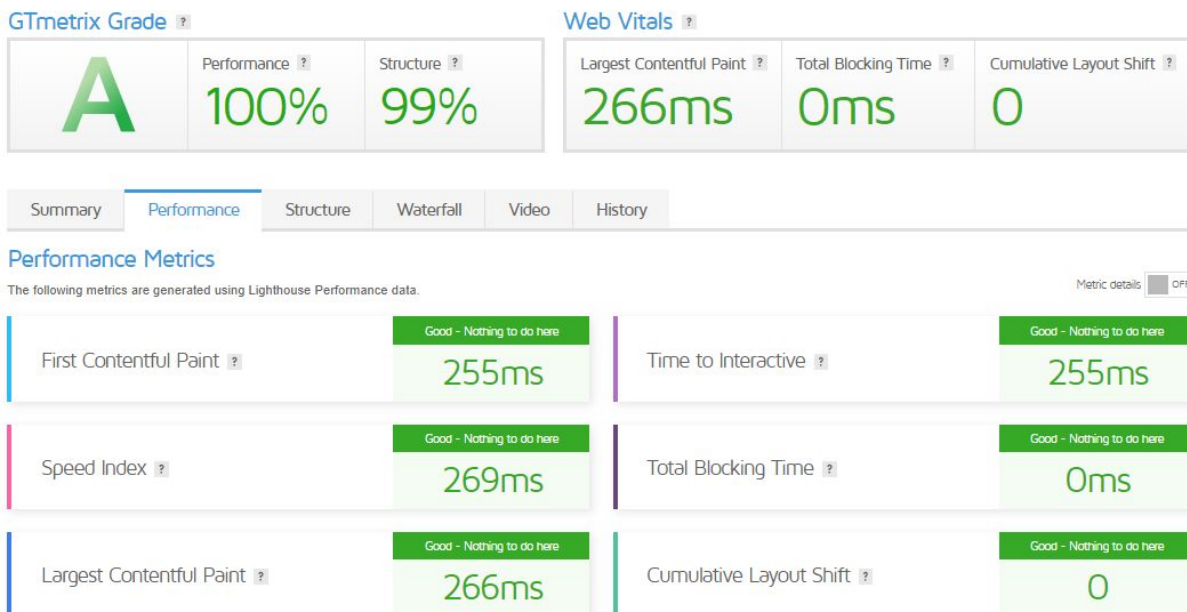 GTmetrix Grade ?
Web Vitals ?
A
Performance ?
100%
Structure ?
99%
Largest Contentful Paint ?
266ms
Total Blocking Time ?
0ms
Cumulative Layout Shift ?
0
Summary
Performance
Structure
Waterfall
Video
History
Performance Metrics
The following metrics are generated using Lighthouse Performance data.
Metric details
OFF
First Contentful Paint ?
Good - Nothing to do here
255ms
Time to Interactive ?
Good - Nothing to do here
255ms
Speed Index ?
Good - Nothing to do here
269ms
Total Blocking Time ?
Good - Nothing to do here
0ms
Largest Contentful Paint ?
Good - Nothing to do here
266ms
Cumulative Layout Shift ?
Good - Nothing to do here
0